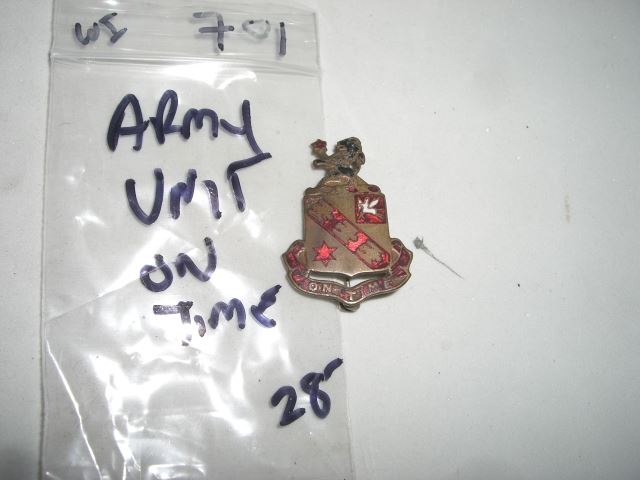 WI 701
ARMY
UNIT
ON
TIME
28-
ON TIME